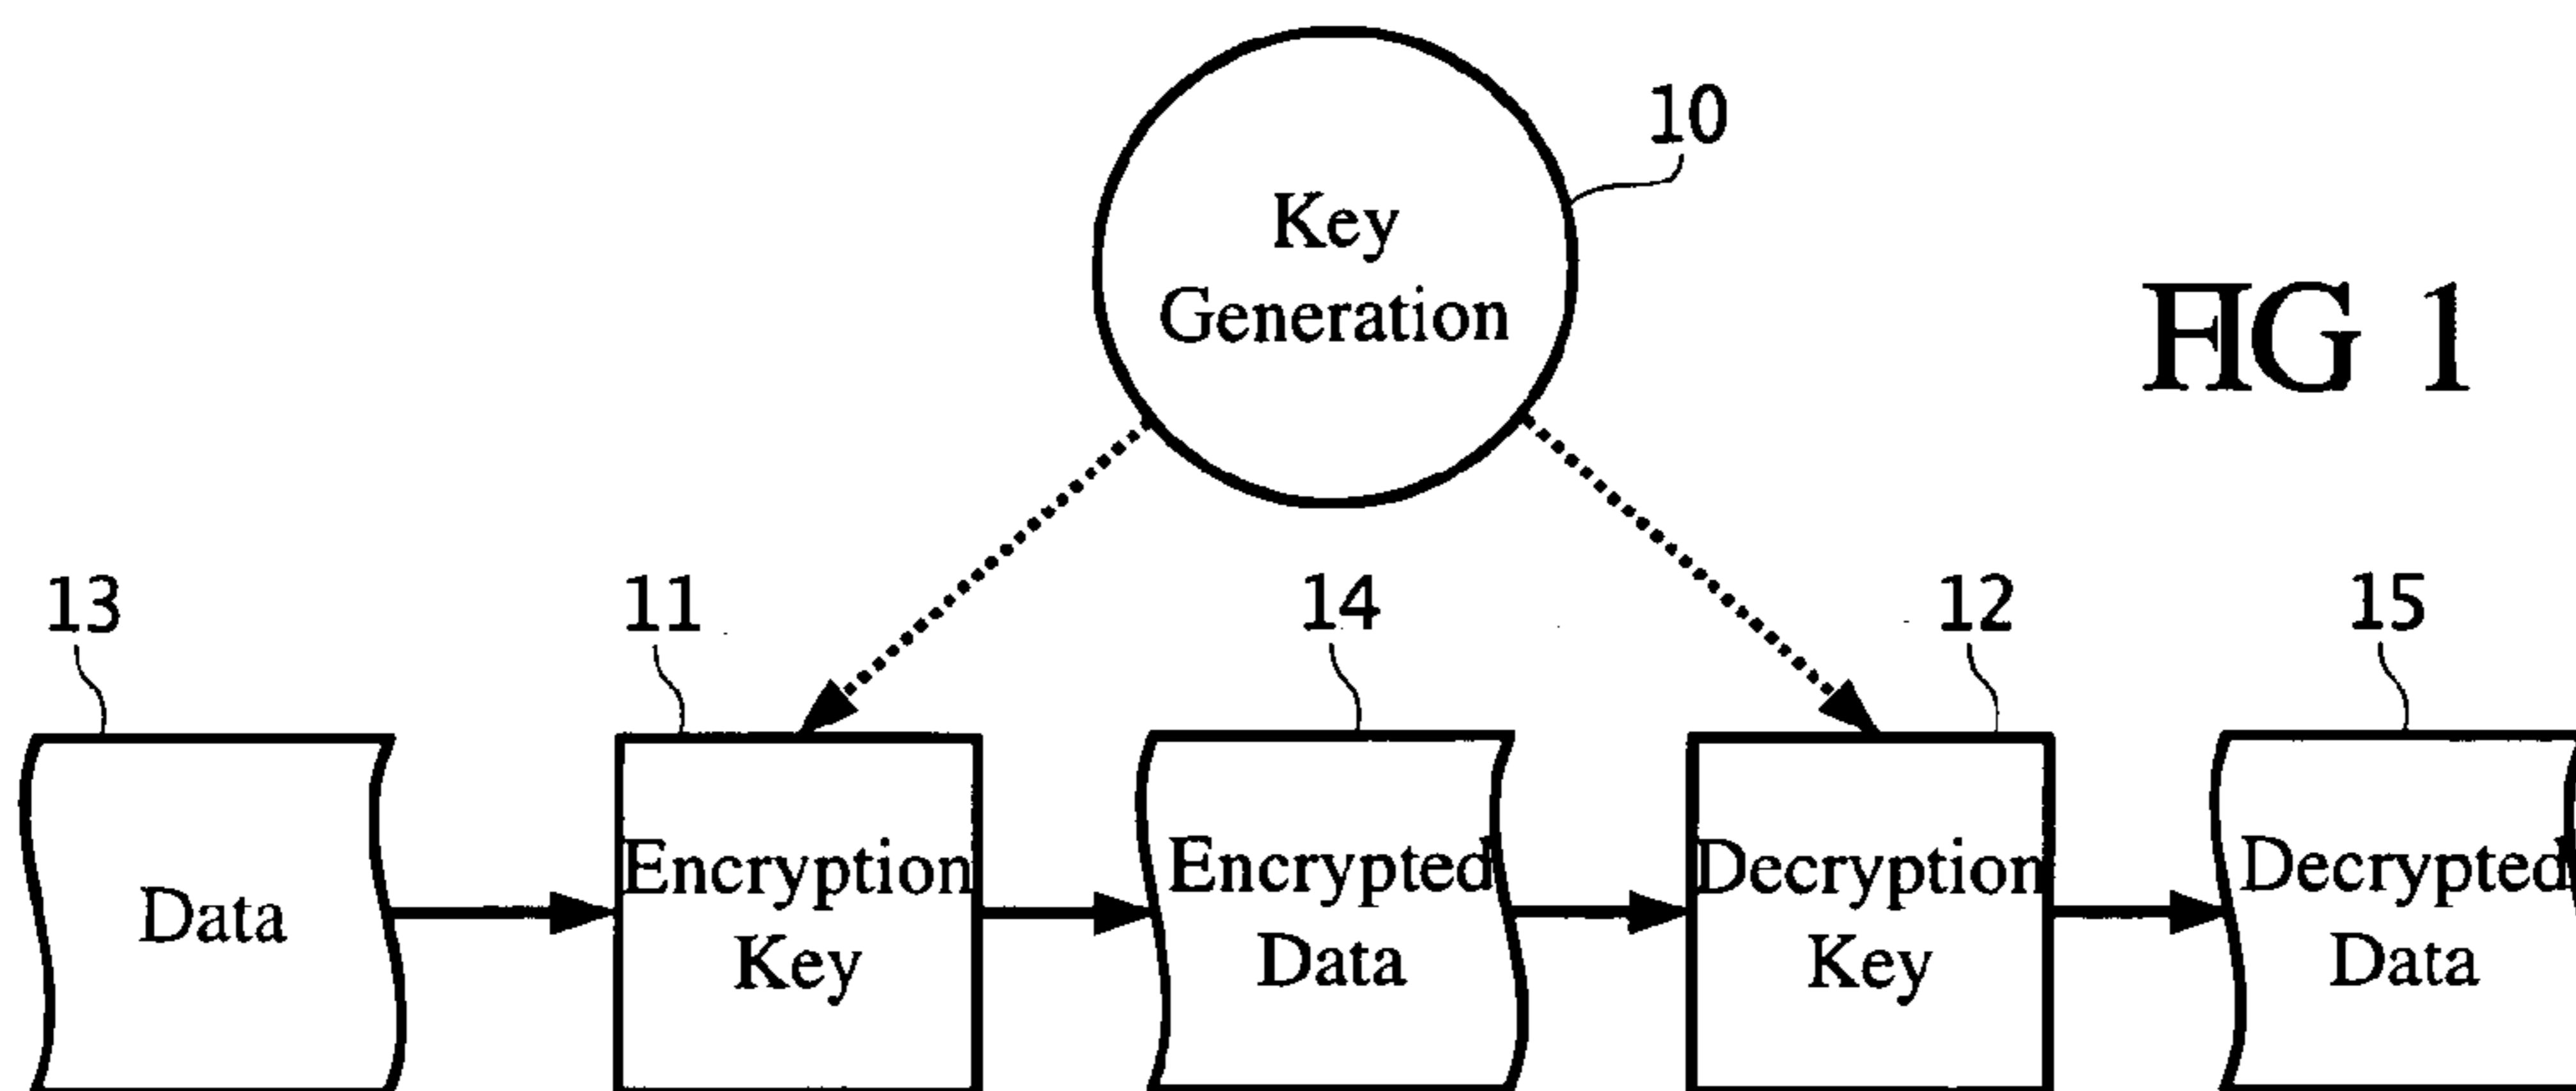 10
Key
Generation
FIG 1
13
11
14
12
15
Data
Encryption
Key
Encrypted
Data
Decryption
Key
Decrypted
Data